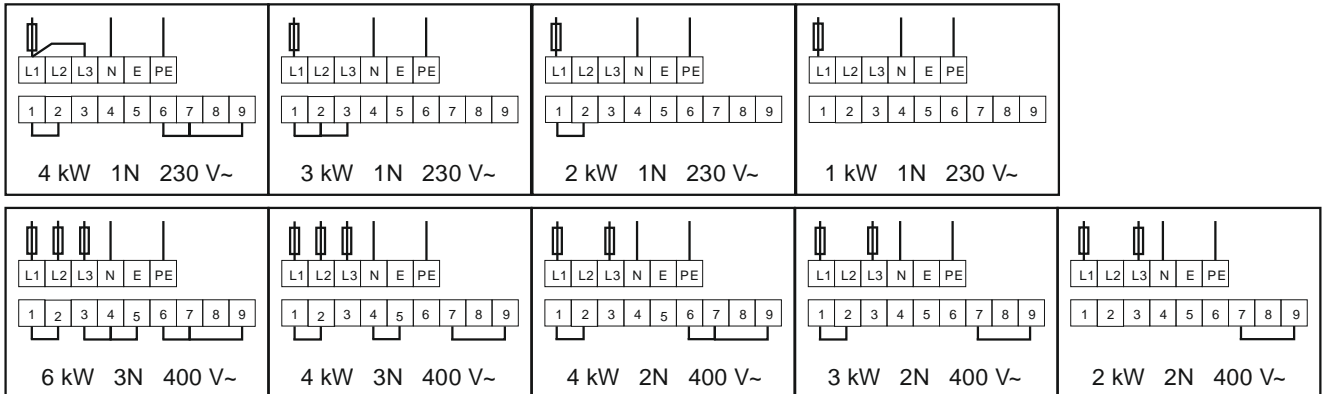 L1 L2 L3 N E PE
1 2 3 4 5 6 7 8 9
4 kW 1N 230 V~
L1 L2 L3 N E PE
1 2 3 4 5 6 7 8 9
3 kW 1N 230 V~
L1 L2 L3 N E PE
1 2 3 4 5 6 7 8 9
2 kW 1N 230 V~
L1 L2 L3 N E PE
1 2 3 4 5 6 7 8 9
1 kW 1N 230 V~
L1 L2 L3 N E PE
1 2 3 4 5 6 7 8 9
6 kW 3N 400 V~
L1 L2 L3 N E PE
1 2 3 4 5 6 7 8 9
4 kW 3N 400 V~
L1 L2 L3 N E PE
1 2 3 4 5 6 7 8 9
4 kW 2N 400 V~
L1 L2 L3 N E PE
1 2 3 4 5 6 7 8 9
3 kW 2N 400 V~
L1 L2 L3 N E PE
1 2 3 4 5 6 7 8 9
2 kW 2N 400 V~